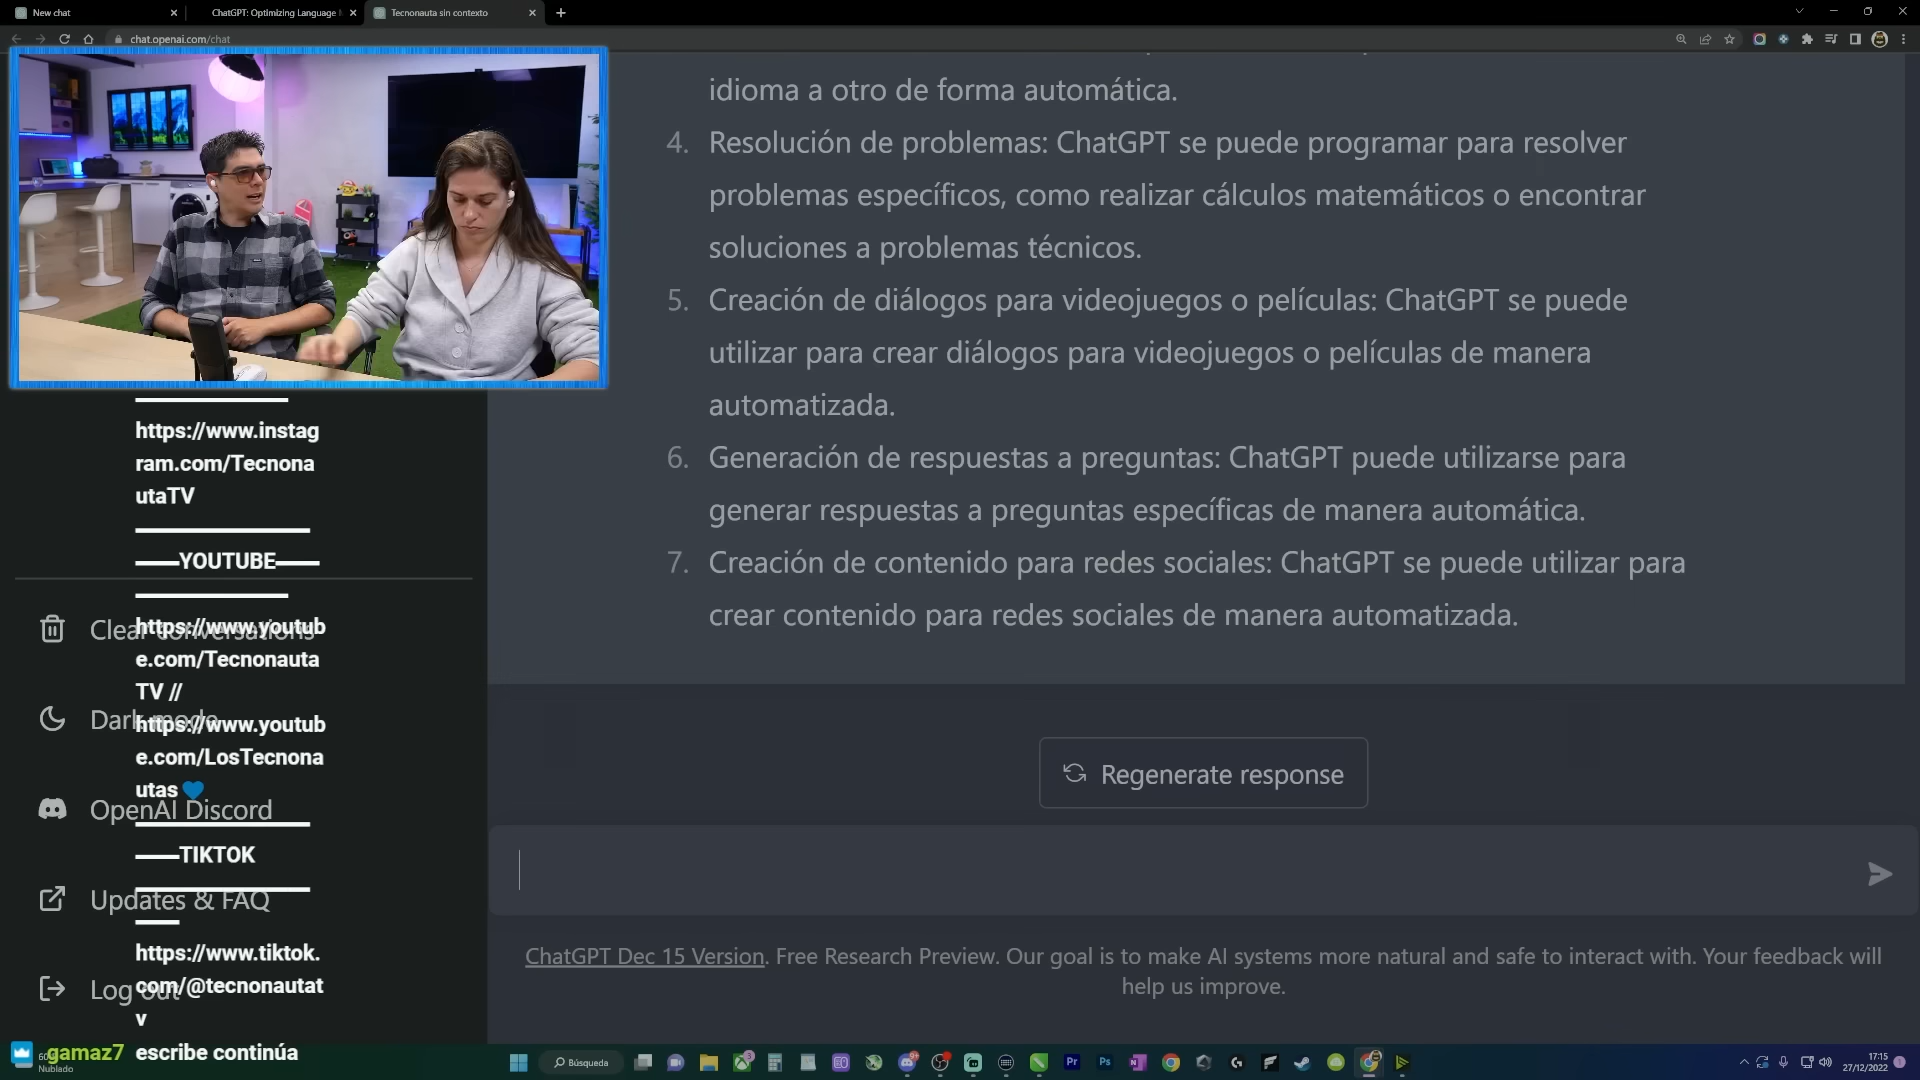 New chat
ChatGPT: Optimizing Language
Tecnonauta sin contexto
chat.openai.com/chat
idioma a otro de forma automática.
4. Resolución de problemas: ChatGPT se puede programar para resolver
problemas específicos, como realizar cálculos matemáticos o encontrar
soluciones a problemas técnicos.
5. Creación de diálogos para videojuegos o películas: ChatGPT se puede
utilizar para crear diálogos para videojuegos o películas de manera
automatizada.
6. Generación de respuestas a preguntas: ChatGPT puede utilizarse para
generar respuestas a preguntas específicas de manera automática.
7. Creación de contenido para redes sociales: ChatGPT se puede utilizar para
crear contenido para redes sociales de manera automatizada.
Regenerate response
ChatGPT Dec 15 Version. Free Research Preview. Our goal is to make AI systems more natural and safe to interact with. Your feedback will
help us improve.
https://www.instag
ram.com/Tecnona
utaTV
YOUTUBE
https://www.youtub
e.com/Tecnonauta
TV //
https://www.youtub
e.com/LosTecnona
utas
TIKTOK
https://www.tiktok.
com/@tecnonautat
v
gamaz7 escribe continúa
Clear conversations
Dark mode
OpenAI Discord
Updates & FAQ
Log out
Nublado
Búsqueda
17:15
27/12/2022